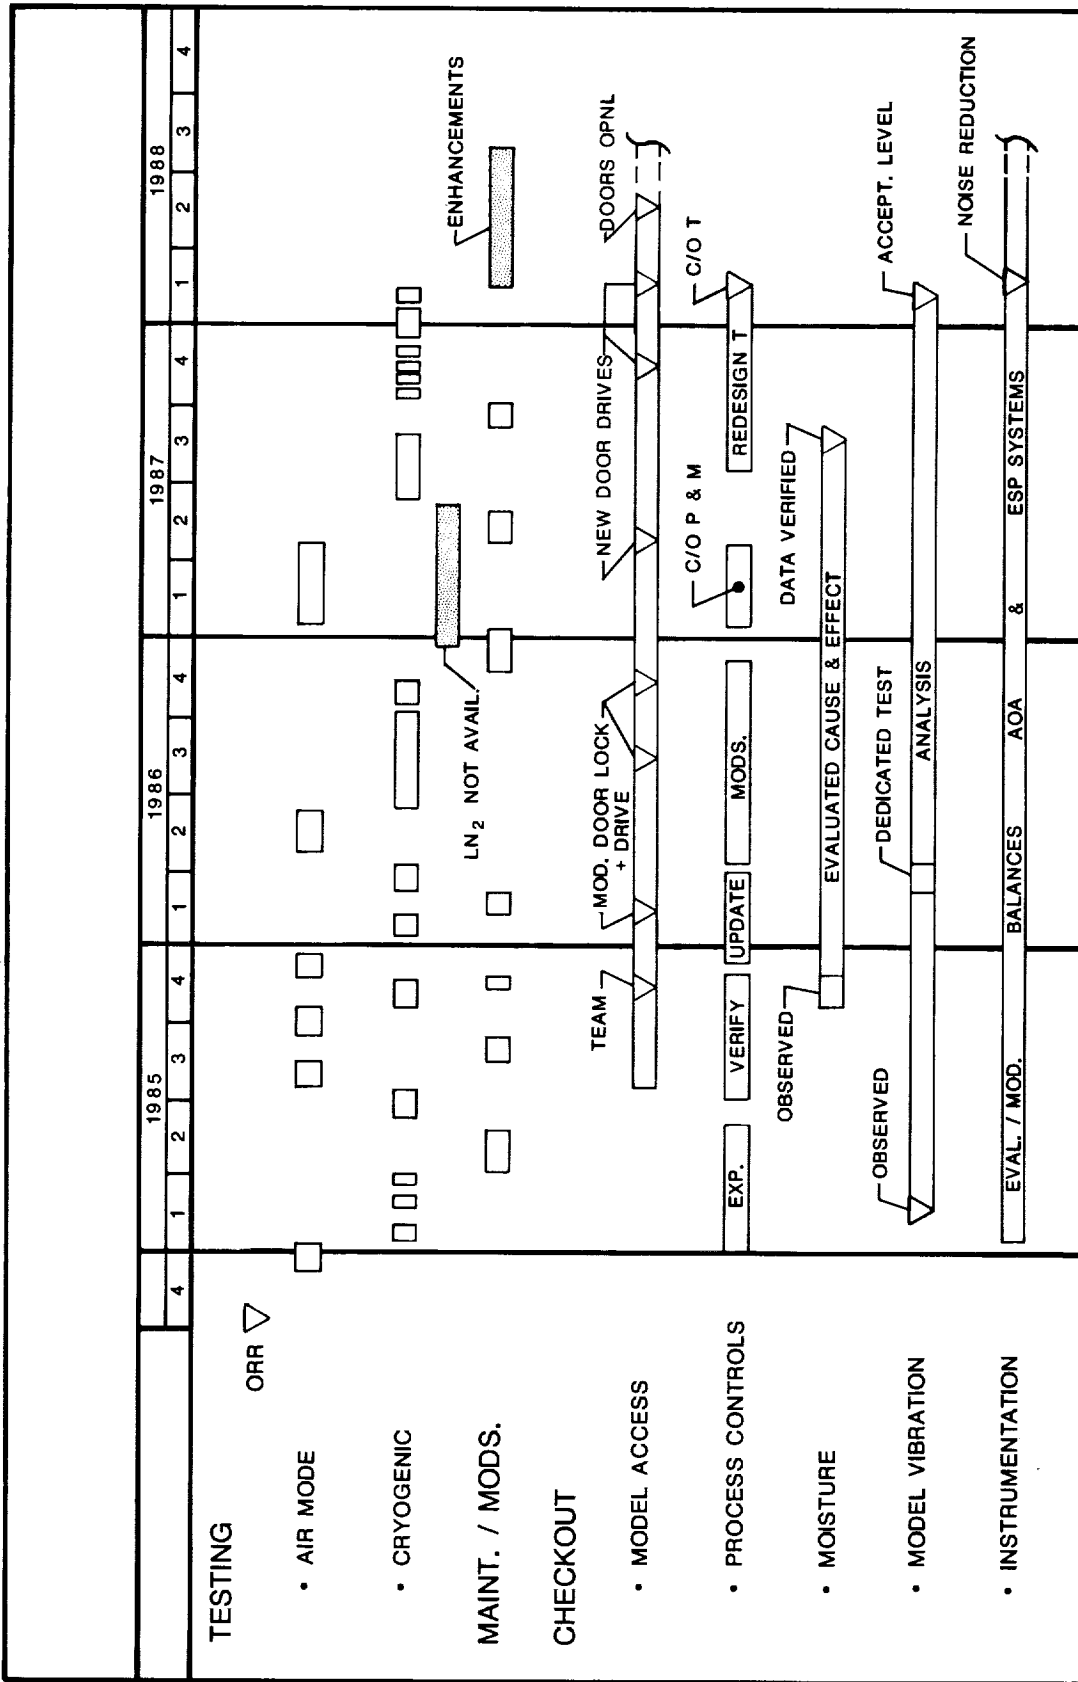 1985 1986 1987 1988
4 1 2 3 4 1 2 3 4 1 2 3 4 1 2 3 4
TESTING
ORR
• AIR MODE
• CRYOGENIC
LN2 NOT AVAIL.
ENHANCEMENTS
MAINT. / MODS.
CHECKOUT
TEAM
MOD. DOOR LOCK
+ DRIVE
NEW DOOR DRIVES
DOORS OPNL
• MODEL ACCESS
C/O P & M
C/O T
• PROCESS CONTROLS
EXP. VERIFY UPDATE MODS. REDESIGN T
OBSERVED
DATA VERIFIED
• MOISTURE
EVALUATED CAUSE & EFFECT
OBSERVED
DEDICATED TEST
ACCEPT. LEVEL
• MODEL VIBRATION
ANALYSIS
NOISE REDUCTION
• INSTRUMENTATION
EVAL. / MOD. BALANCES AOA & ESP SYSTEMS